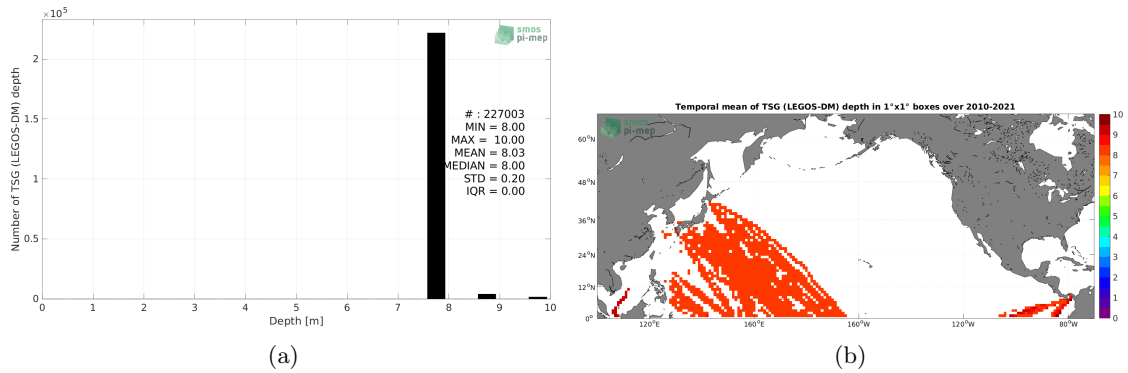 ×10⁵
smos
pi-mep
Number of TSG (LEGOS-DM) depth
2
1.5
1
0.5
0
# : 227003
MIN = 8.00
MAX = 10.00
MEAN = 8.03
MEDIAN = 8.00
STD = 0.20
IQR = 0.00
0 1 2 3 4 5 6 7 8 9 10
Depth [m]
(a)
Temporal mean of TSG (LEGOS-DM) depth in 1°x1° boxes over 2010-2021
smos
pi-mep
60°N
48°N
36°N
24°N
12°N
0°
120°E 160°E 160°W 120°W 80°W
10
9
8
7
6
5
4
3
2
1
0
(b)